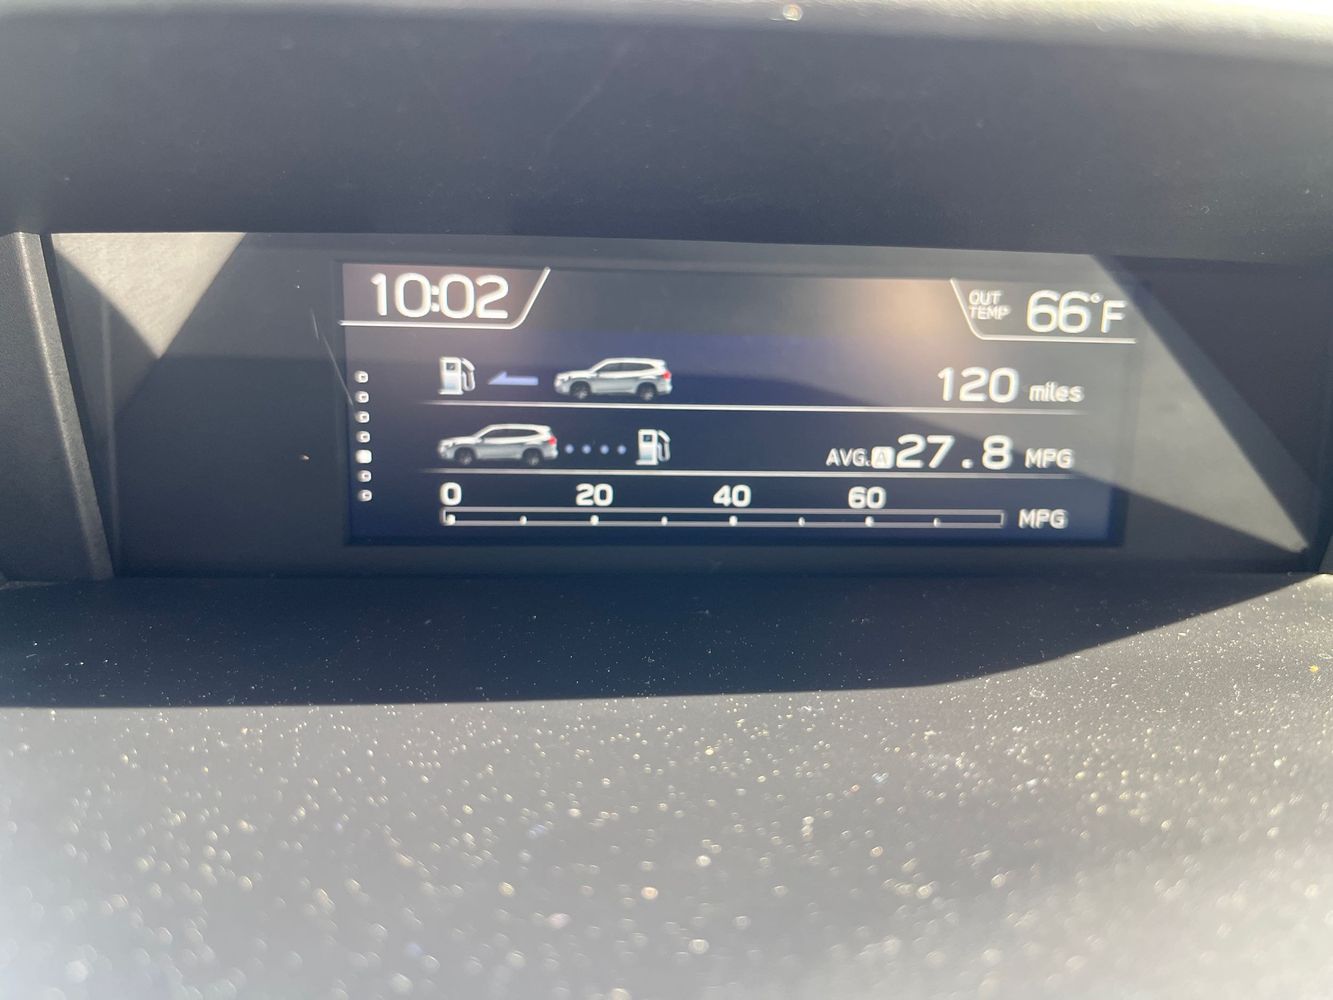 10:02
OUT TEMP 66°F
120 miles
AVG. A 27.8 MPG
0 20 40 60
MPG